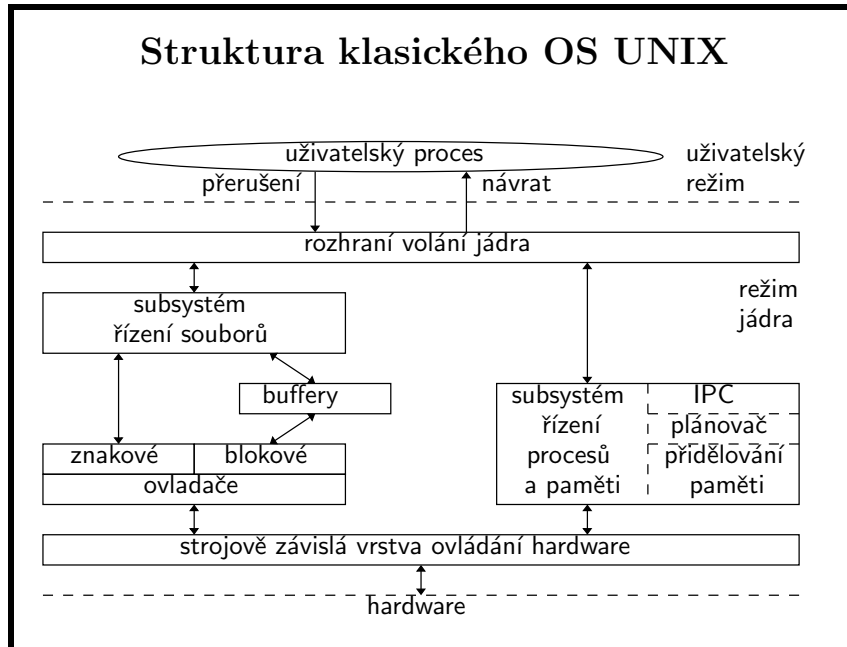 Struktura klasického OS UNIX
uživatelský proces
uživatelský
režim
přerušení
návrat
rozhraní volání jádra
režim
jádra
subsystém
řízení souborů
buffery
znakové
blokové
ovladače
subsystém
řízení
procesů
a paměti
IPC
plánovač
přidělování
paměti
strojově závislá vrstva ovládání hardware
hardware